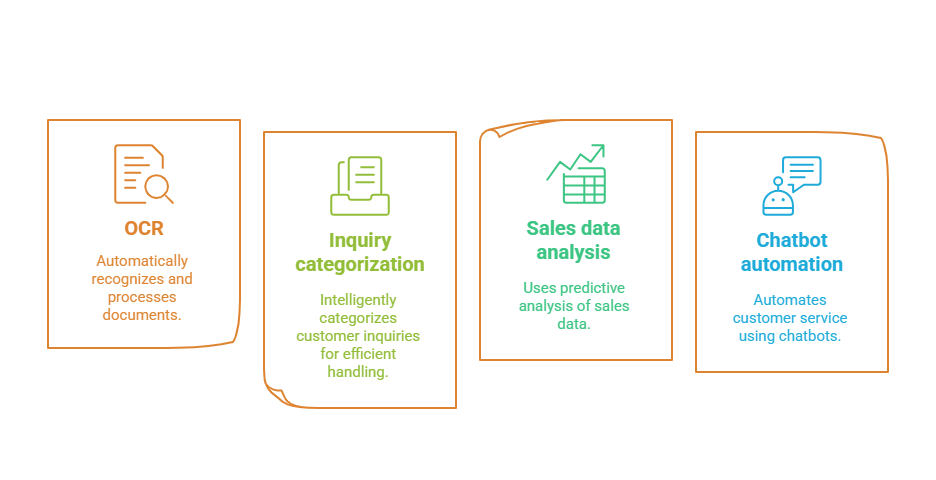 OCR
Automatically
recognizes and
processes
documents.
Inquiry
categorization
Intelligently
categorizes
customer inquiries
for efficient
handling.
Sales data
analysis
Uses predictive
analysis of sales
data.
Chatbot
automation
Automates
customer service
using chatbots.